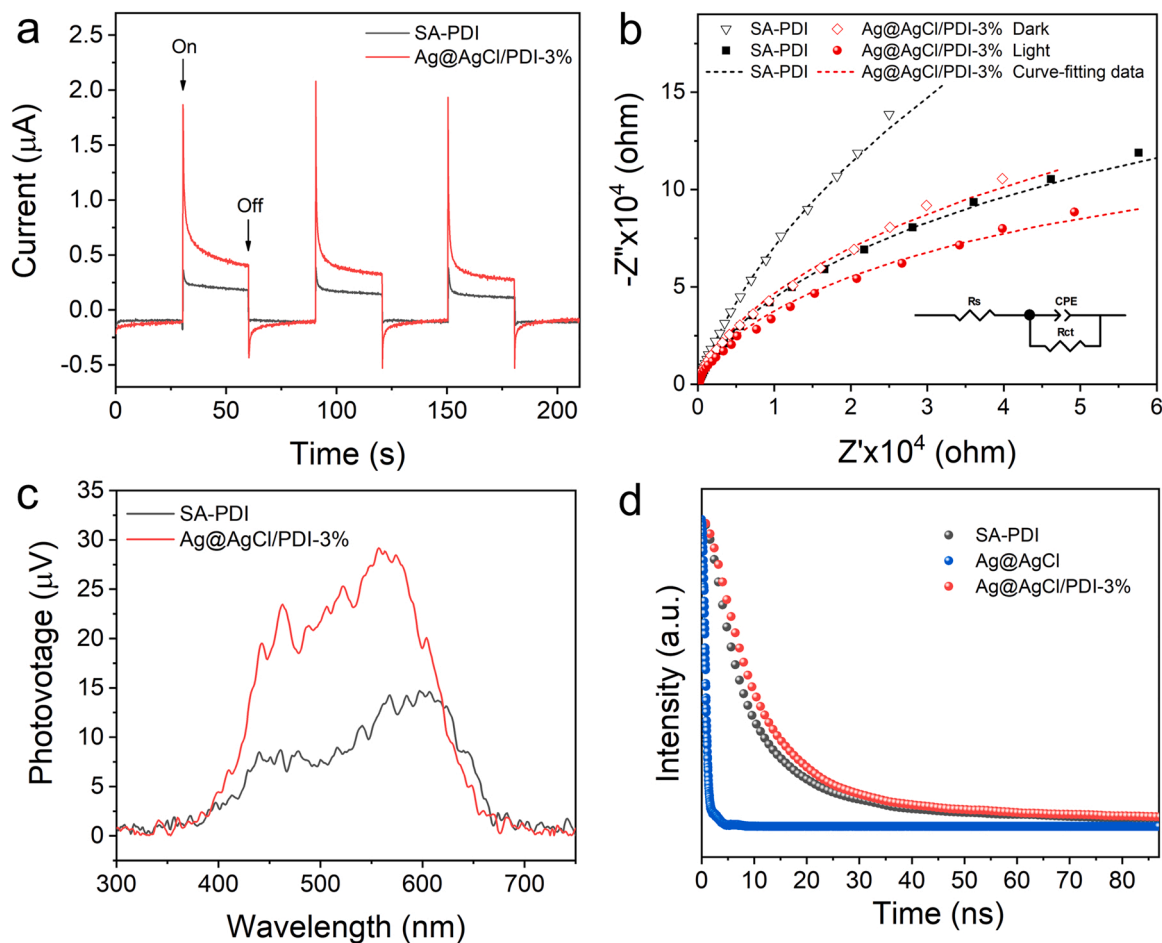 a
On
Off
SA-PDI
Ag@AgCl/PDI-3%
2.5
2.0
1.5
1.0
0.5
0.0
-0.5
Current (μA)
0 50 100 150 200
Time (s)
b
SA-PDI Ag@AgCl/PDI-3% Dark
SA-PDI Ag@AgCl/PDI-3% Light
SA-PDI Ag@AgCl/PDI-3% Curve-fitting data
15
10
5
0
-Z"x10⁴ (ohm)
Rs
CPE
Rct
0 1 2 3 4 5 6
Z'x10⁴ (ohm)
c
SA-PDI
Ag@AgCl/PDI-3%
35
30
25
20
15
10
5
0
Photovotage (μV)
300 400 500 600 700
Wavelength (nm)
d
SA-PDI
Ag@AgCl
Ag@AgCl/PDI-3%
Intensity (a.u.)
0 10 20 30 40 50 60 70 80
Time (ns)